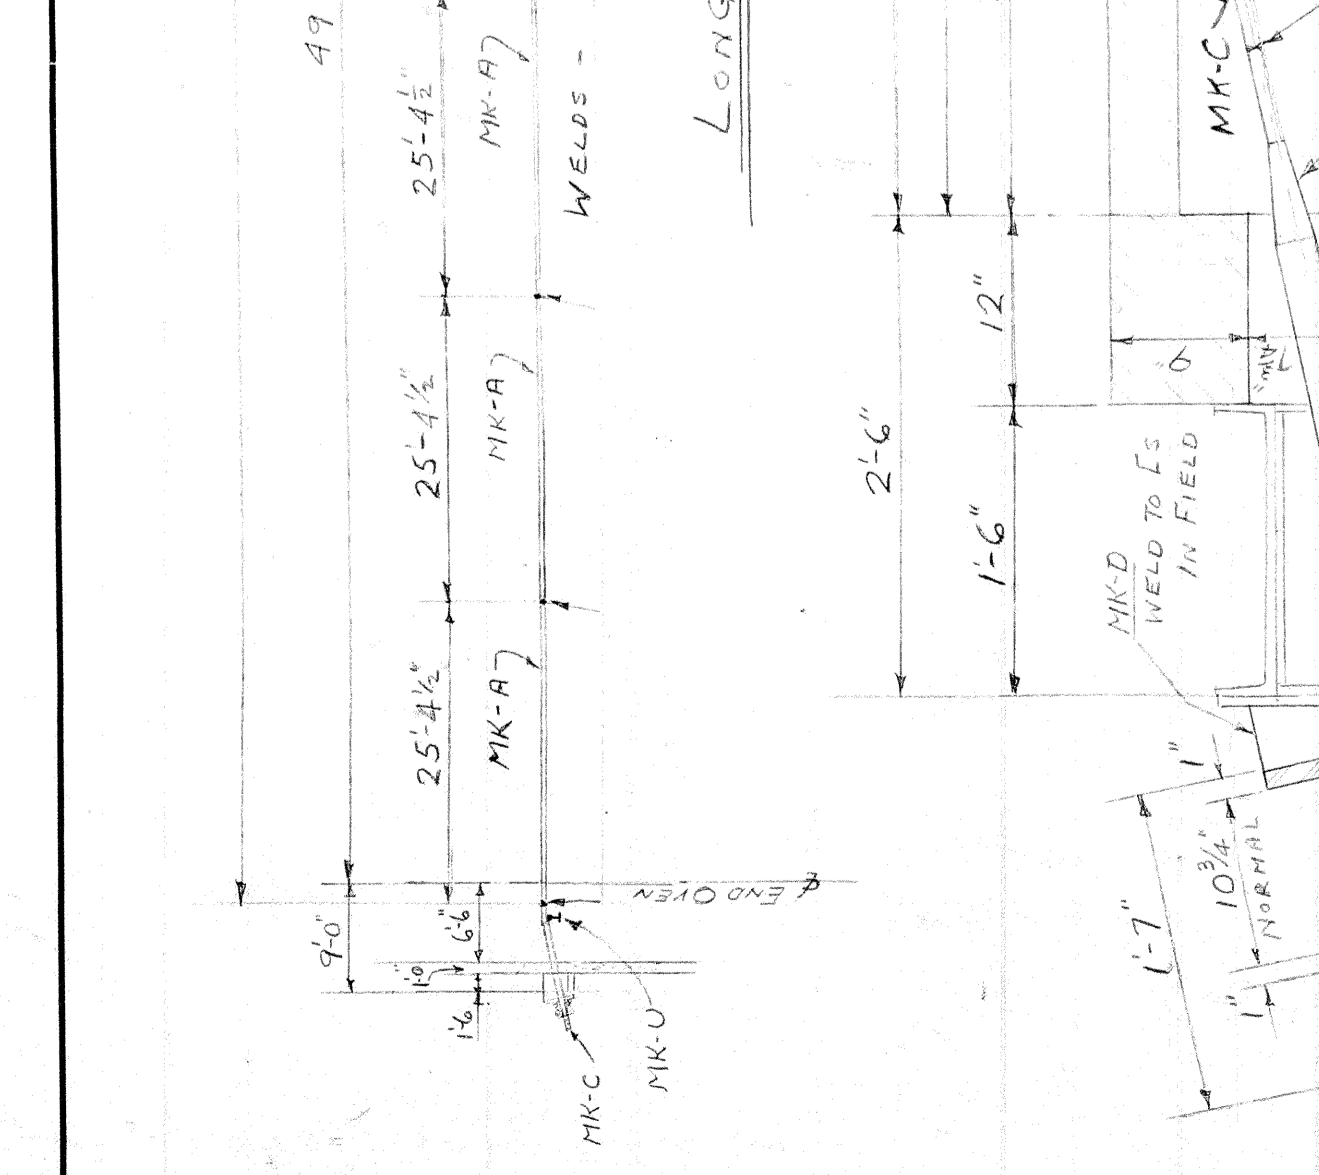 49
25'-4½"
MK-A
WELDS -
LONG
25'-4½"
MK-A
25'-4½"
MK-A
9'-0"
6'-6"
1'-0"
1'-6"
℄ END OVEN
MK-C
MK-U
MK-C
12"
2'-6"
1'-6"
MK-D
WELD TO [s
IN FIELD
1"
10¾"
NORMAL
1'-7"
1"